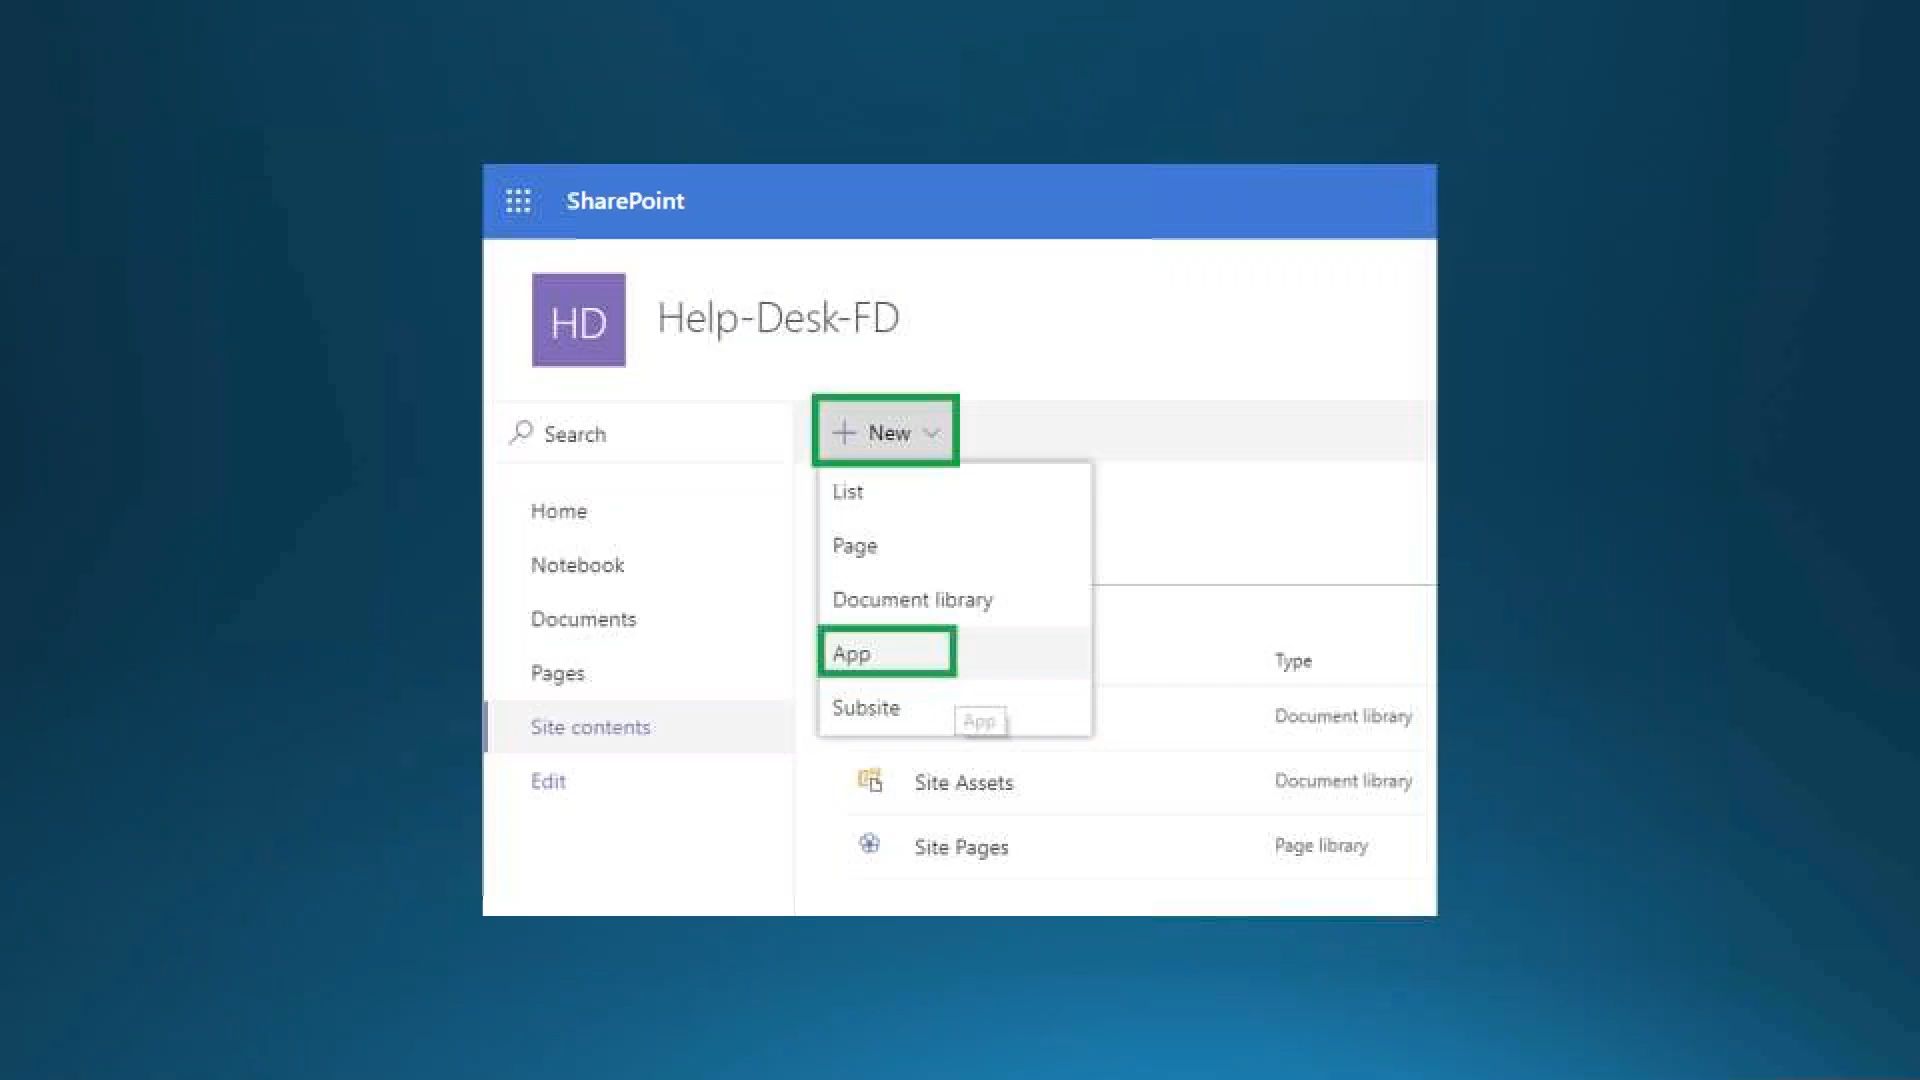 SharePoint
HD
Help-Desk-FD
Search
New
Home
Notebook
Documents
Pages
Site contents
Edit
List
Page
Document library
App
Subsite
App
Type
Document library
Site Assets
Document library
Site Pages
Page library